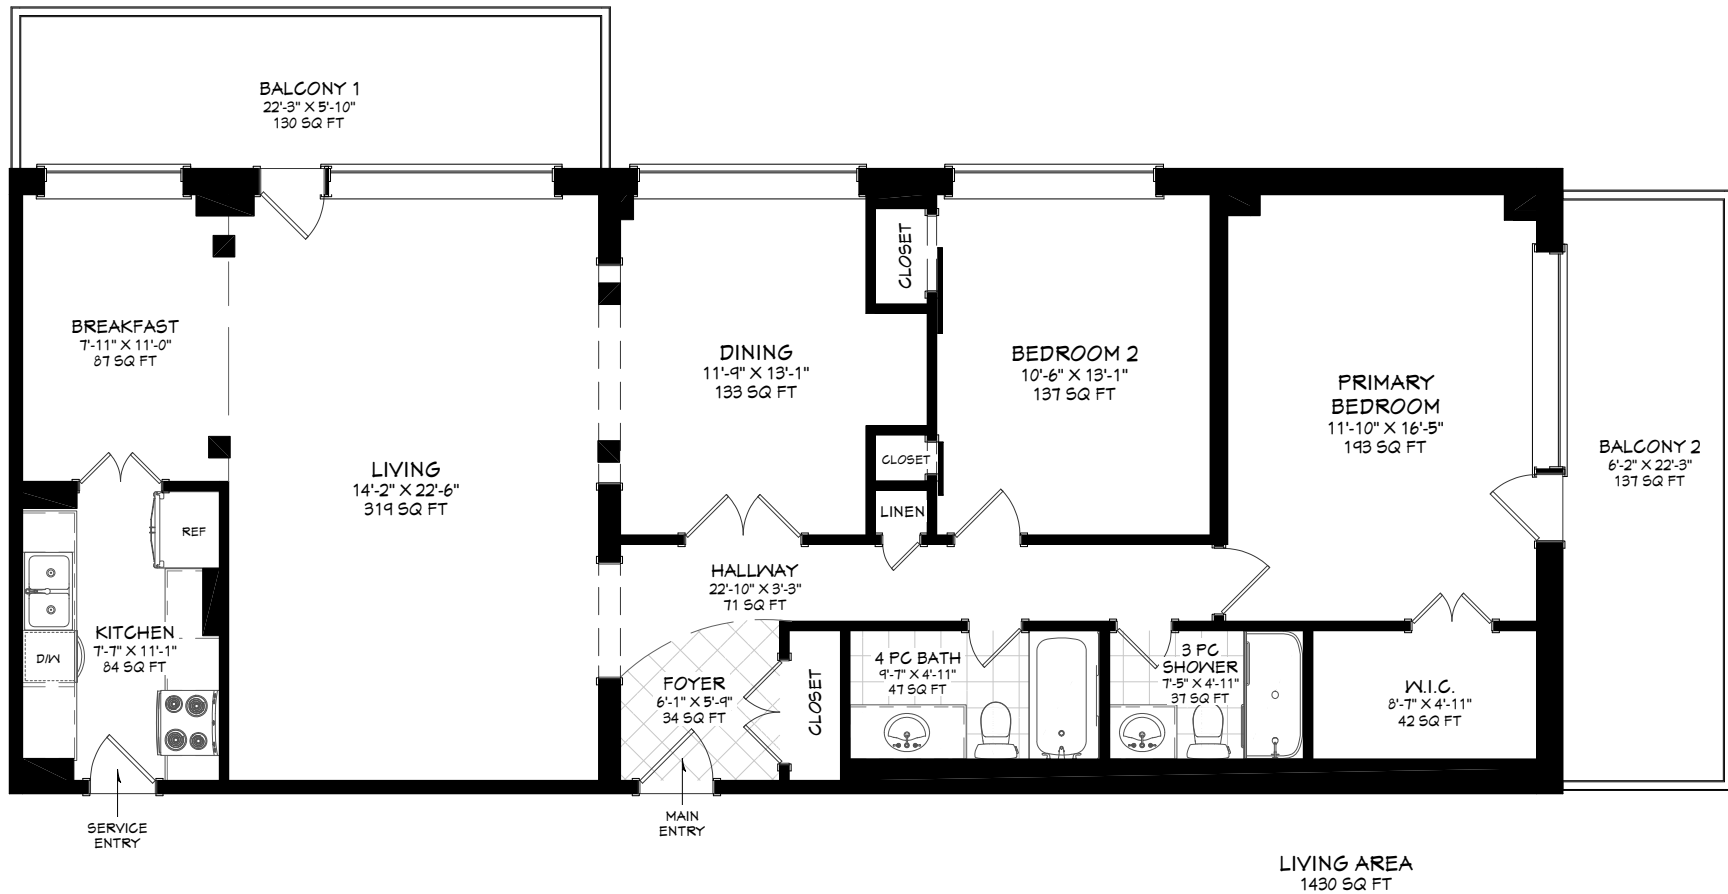 BALCONY 1
22'-3" X 5'-10"
130 SQ FT
BREAKFAST
7'-11" X 11'-0"
87 SQ FT
LIVING
14'-2" X 22'-6"
319 SQ FT
DINING
11'-9" X 13'-1"
133 SQ FT
CLOSET
CLOSET
LINEN
BEDROOM 2
10'-6" X 13'-1"
137 SQ FT
PRIMARY
BEDROOM
11'-10" X 16'-5"
193 SQ FT
BALCONY 2
6'-2" X 22'-3"
137 SQ FT
REF
KITCHEN
7'-7" X 11'-1"
84 SQ FT
D/W
HALLWAY
22'-10" X 3'-3"
71 SQ FT
FOYER
6'-1" X 5'-9"
34 SQ FT
CLOSET
4 PC BATH
9'-7" X 4'-11"
47 SQ FT
3 PC
SHOWER
7'-5" X 4'-11"
37 SQ FT
W.I.C.
8'-7" X 4'-11"
42 SQ FT
SERVICE
ENTRY
MAIN
ENTRY
LIVING AREA
1430 SQ FT